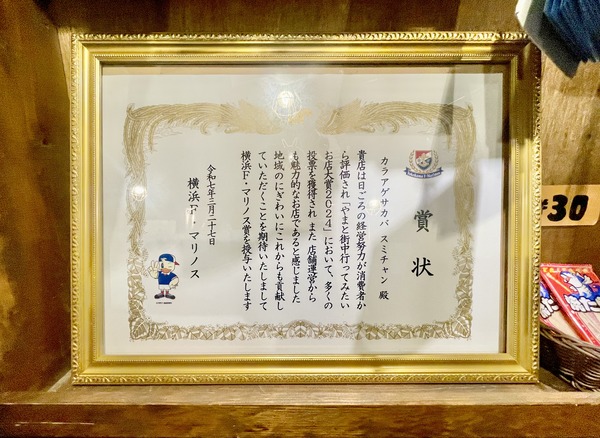 賞状
カラアゲサカバ スミチャン 殿
貴店は日ごろの経営努力が消費者か
ら評価され「やまと街中行ってみたい
お店大賞2024」において、多くの
投票を獲得され また 店舗運営から
も魅力的なお店であると感じました
地域のにぎわいにこれからも貢献し
ていただくことを期待いたしまして
横浜F・マリノス賞を授与いたします
令和七年三月二十七日
横浜F・マリノス
30